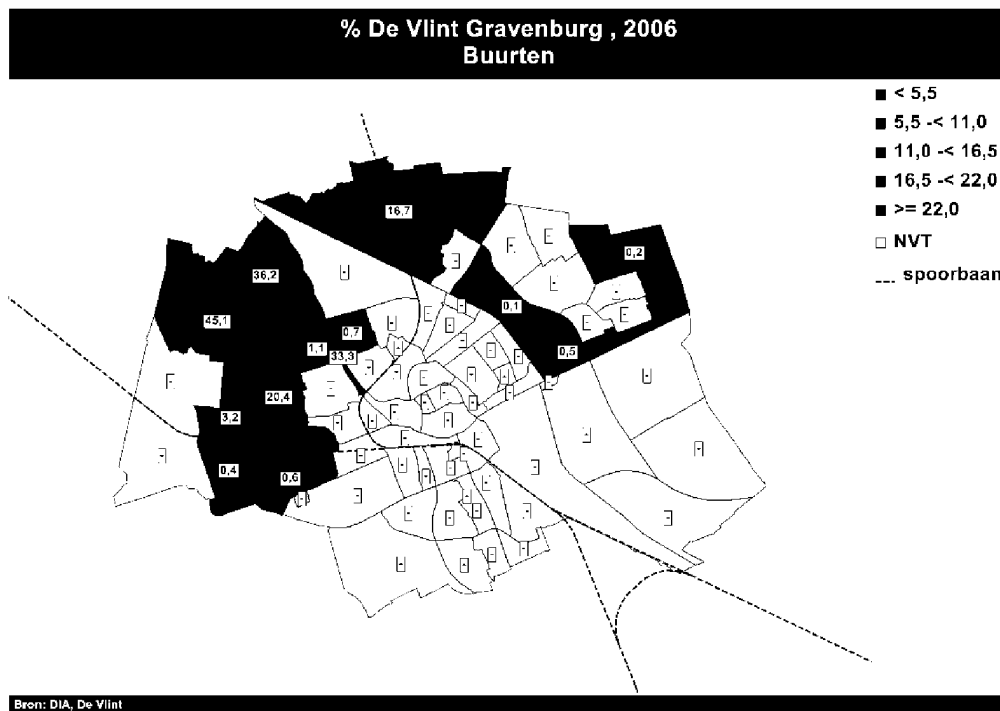 % De Vlint Gravenburg , 2006
Buurten
< 5,5
5,5 -< 11,0
11,0 -< 16,5
16,5 -< 22,0
>= 22,0
NVT
spoorbaan
16,7
0,2
36,2
0,1
45,1
0,7
1,1
33,3
0,5
20,4
3,2
0,4
0,6
Bron: DIA, De Vlint